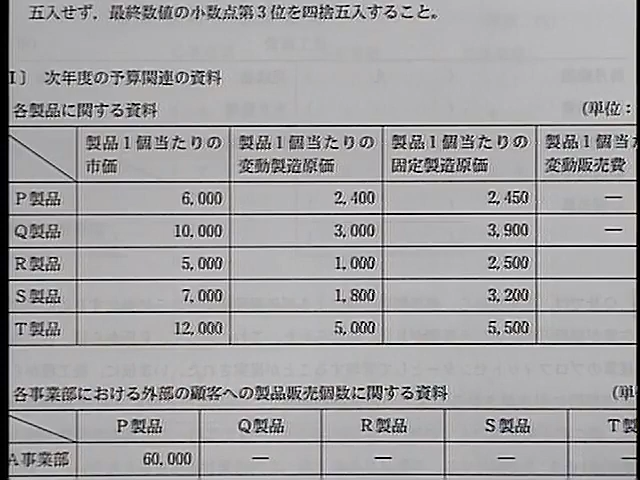 五入せず、最終数値の小数点第3位を四捨五入すること。
I〕 次年度の予算関連の資料
各製品に関する資料 (単位:
製品1個当たりの市価 製品1個当たりの変動製造原価 製品1個当たりの固定製造原価 製品1個当た 変動販売費
P製品 6,000 2,400 2,450 —
Q製品 10,000 3,000 3,900 —
R製品 5,000 1,000 2,500
S製品 7,000 1,800 3,200
T製品 12,000 5,000 5,500
各事業部における外部の顧客への製品販売個数に関する資料 (単
P製品 Q製品 R製品 S製品 T製
A事業部 60,000 — — —